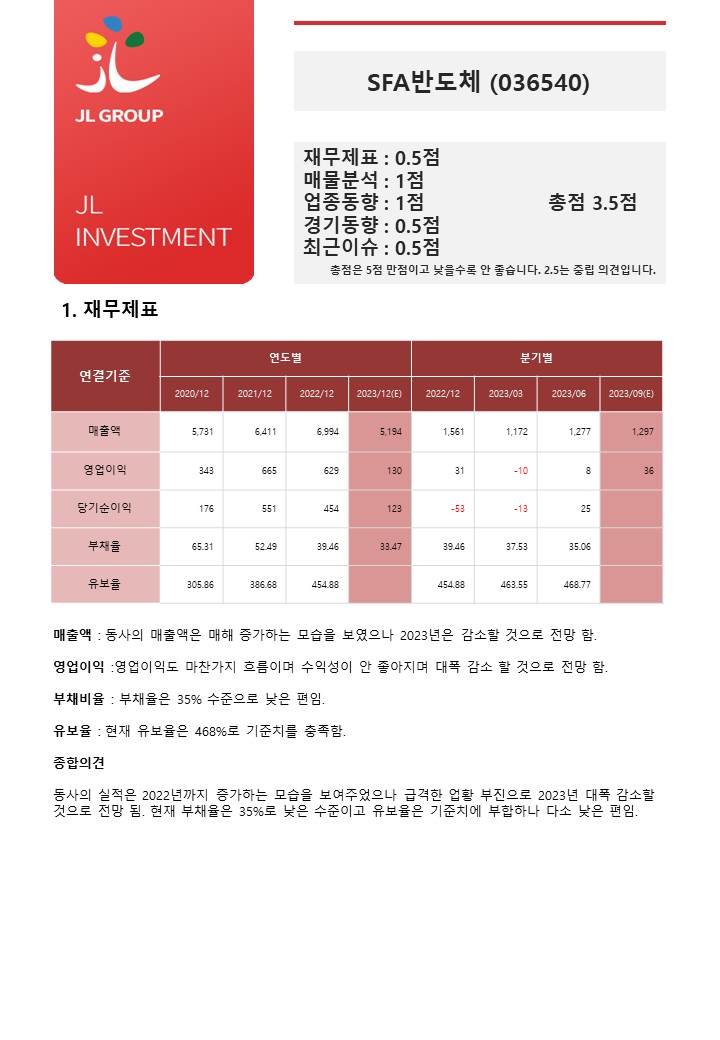 JL GROUP
JL
INVESTMENT
SFA반도체 (036540)
재무제표 : 0.5점
매물분석 : 1점
업종동향 : 1점
총점 3.5점
경기동향 : 0.5점
최근이슈 : 0.5점
총점은 5점 만점이고 낮을수록 안 좋습니다. 2.5는 중립 의견입니다.
1. 재무제표
연결기준 연도별 분기별
2020/12 2021/12 2022/12 2023/12(E) 2022/12 2023/03 2023/06 2023/09(E)
매출액 5,731 6,411 6,994 5,194 1,561 1,172 1,277 1,297
영업이익 343 665 629 130 31 -10 8 36
당기순이익 176 551 454 123 -53 -13 25
부채율 65.31 52.49 39.46 33.47 39.46 37.53 35.06
유보율 305.86 386.68 454.88 454.88 463.55 468.77
매출액 : 동사의 매출액은 매해 증가하는 모습을 보였으나 2023년은 감소할 것으로 전망 함.
영업이익 :영업이익도 마찬가지 흐름이며 수익성이 안 좋아지며 대폭 감소 할 것으로 전망 함.
부채비율 : 부채율은 35% 수준으로 낮은 편임.
유보율 : 현재 유보율은 468%로 기준치를 충족함.
종합의견
동사의 실적은 2022년까지 증가하는 모습을 보여주었으나 급격한 업황 부진으로 2023년 대폭 감소할
것으로 전망 됨. 현재 부채율은 35%로 낮은 수준이고 유보율은 기준치에 부합하나 다소 낮은 편임.